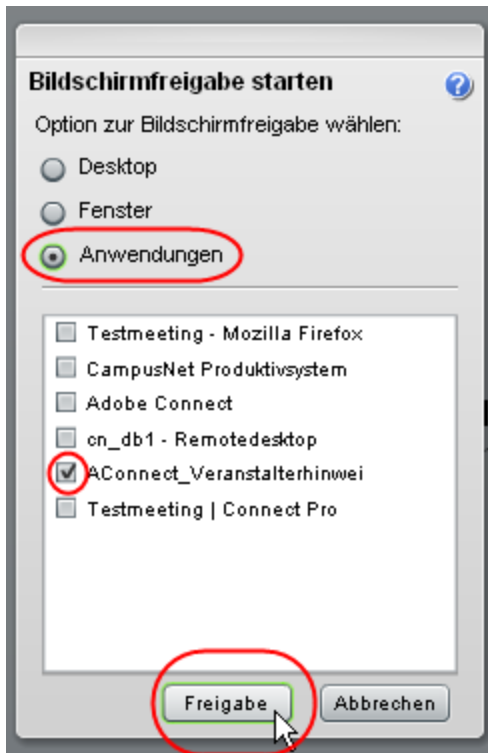 Bildschirmfreigabe starten
?
Option zur Bildschirmfreigabe wählen:
Desktop
Fenster
Anwendungen
Testmeeting - Mozilla Firefox
CampusNet Produktivsystem
Adobe Connect
cn_db1 - Remotedesktop
AConnect_Veranstalterhinwei
Testmeeting | Connect Pro
Freigabe
Abbrechen